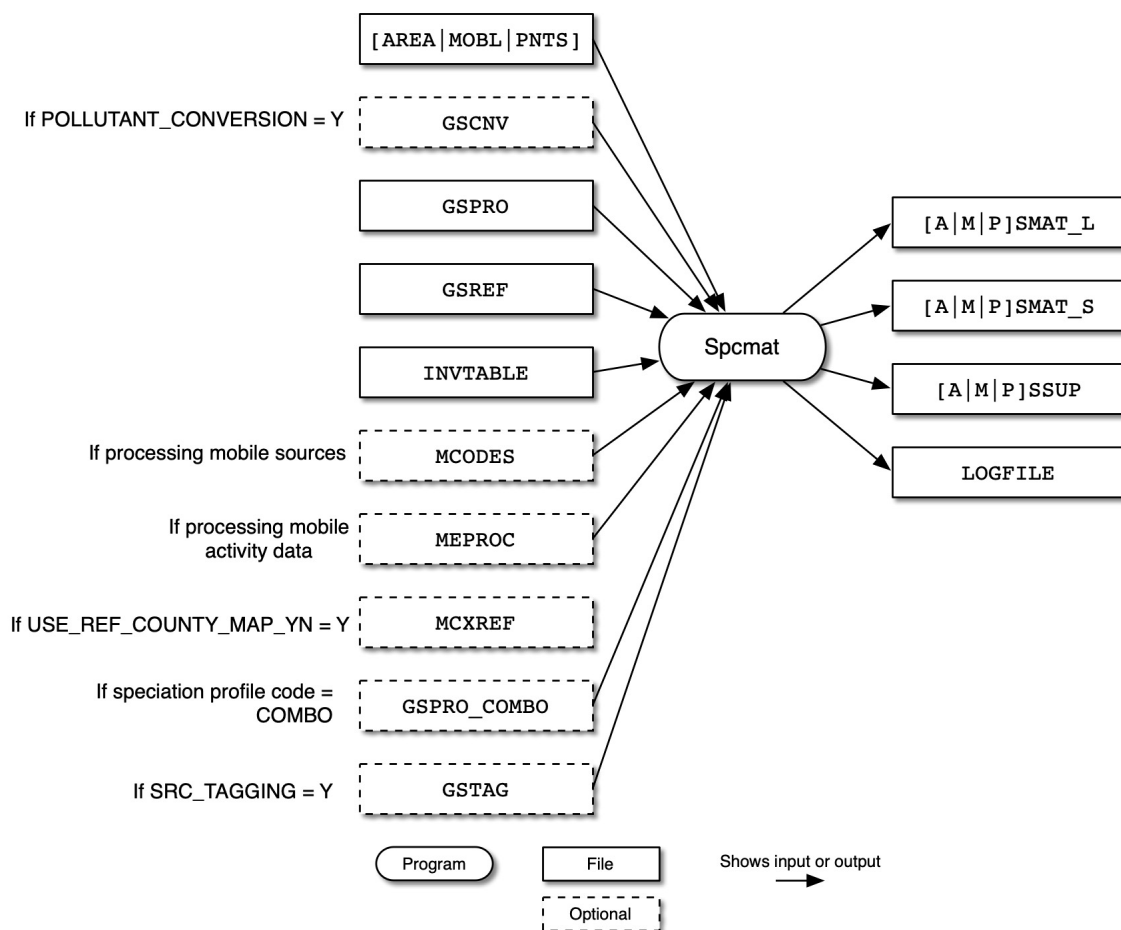 [AREA|MOBL|PNTS]
If POLLUTANT_CONVERSION = Y
GSCNV
GSPRO
GSREF
INVTABLE
If processing mobile sources
MCODES
If processing mobile
activity data
MEPROC
If USE_REF_COUNTY_MAP_YN = Y
MCXREF
If speciation profile code =
COMBO
GSPRO_COMBO
If SRC_TAGGING = Y
GSTAG
Spcmat
[A|M|P]SMAT_L
[A|M|P]SMAT_S
[A|M|P]SSUP
LOGFILE
Program
File
Shows input or output
Optional